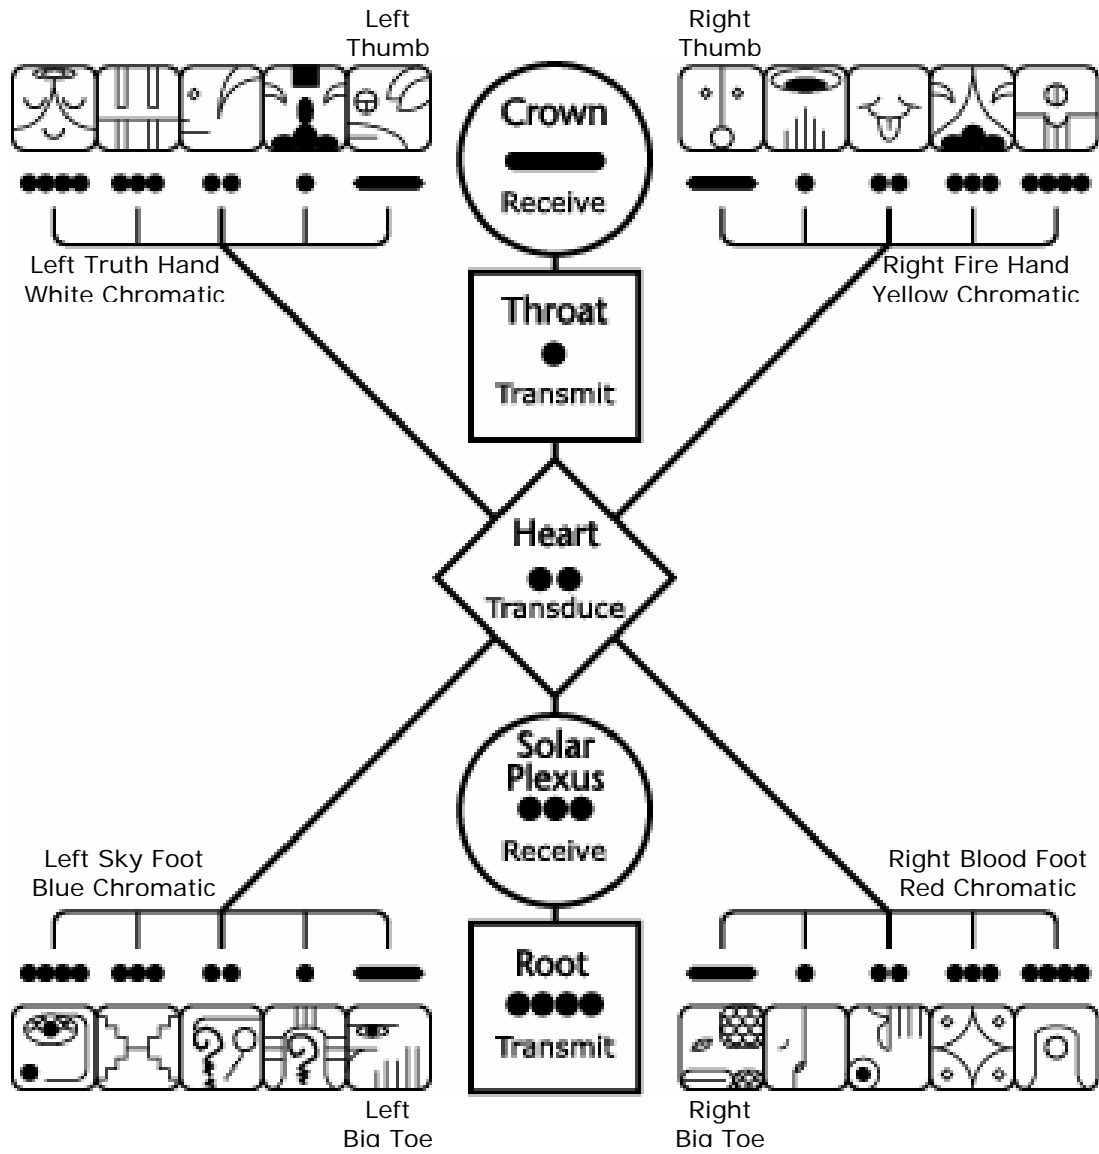 Left
Thumb
Right
Thumb
Crown
Receive
Left Truth Hand
White Chromatic
Right Fire Hand
Yellow Chromatic
Throat
Transmit
Heart
Transduce
Solar
Plexus
Receive
Left Sky Foot
Blue Chromatic
Right Blood Foot
Red Chromatic
Root
Transmit
Left
Big Toe
Right
Big Toe